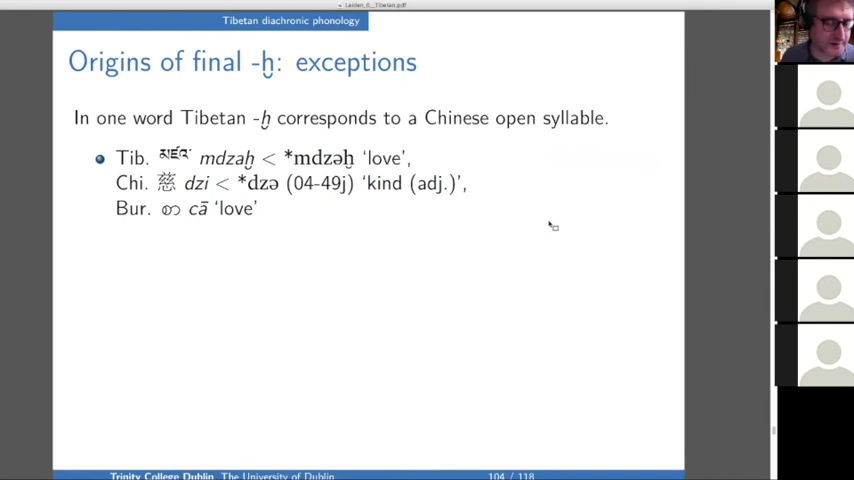 Leiden_fl__Tibetan.pdf
Tibetan diachronic phonology
Origins of final -ḫ: exceptions
In one word Tibetan -ḫ corresponds to a Chinese open syllable.
Tib. མཛའ་ mdzaḫ < *mdzəḫ ‘love’,
Chi. 慈 dzi < *dzə (04-49j) ‘kind (adj.)’,
Bur. စာ cā ‘love’
Trinity College Dublin, The University of Dublin
104 / 118